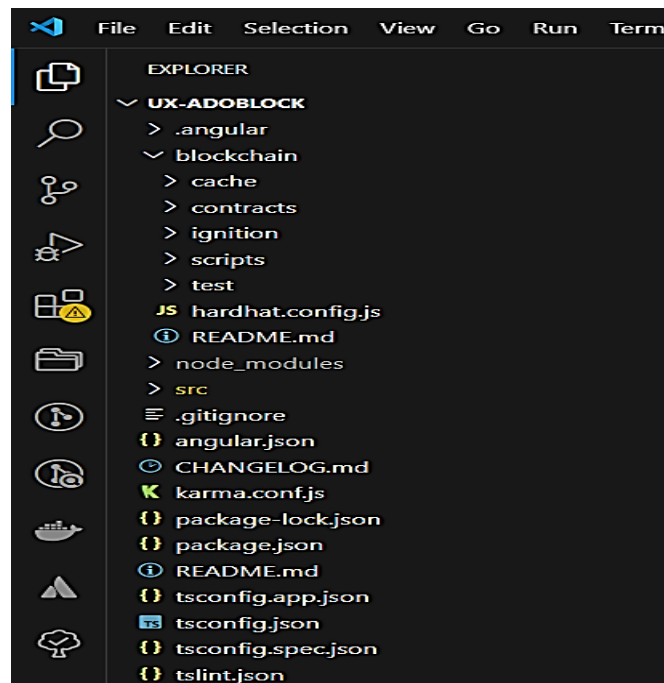 File Edit Selection View Go Run Term
EXPLORER
UX-ADOBLOCK
.angular
blockchain
cache
contracts
ignition
scripts
test
JS hardhat.config.js
README.md
node_modules
src
.gitignore
{} angular.json
CHANGELOG.md
K karma.conf.js
{} package-lock.json
{} package.json
README.md
{} tsconfig.app.json
TS tsconfig.json
{} tsconfig.spec.json
{} tslint.json